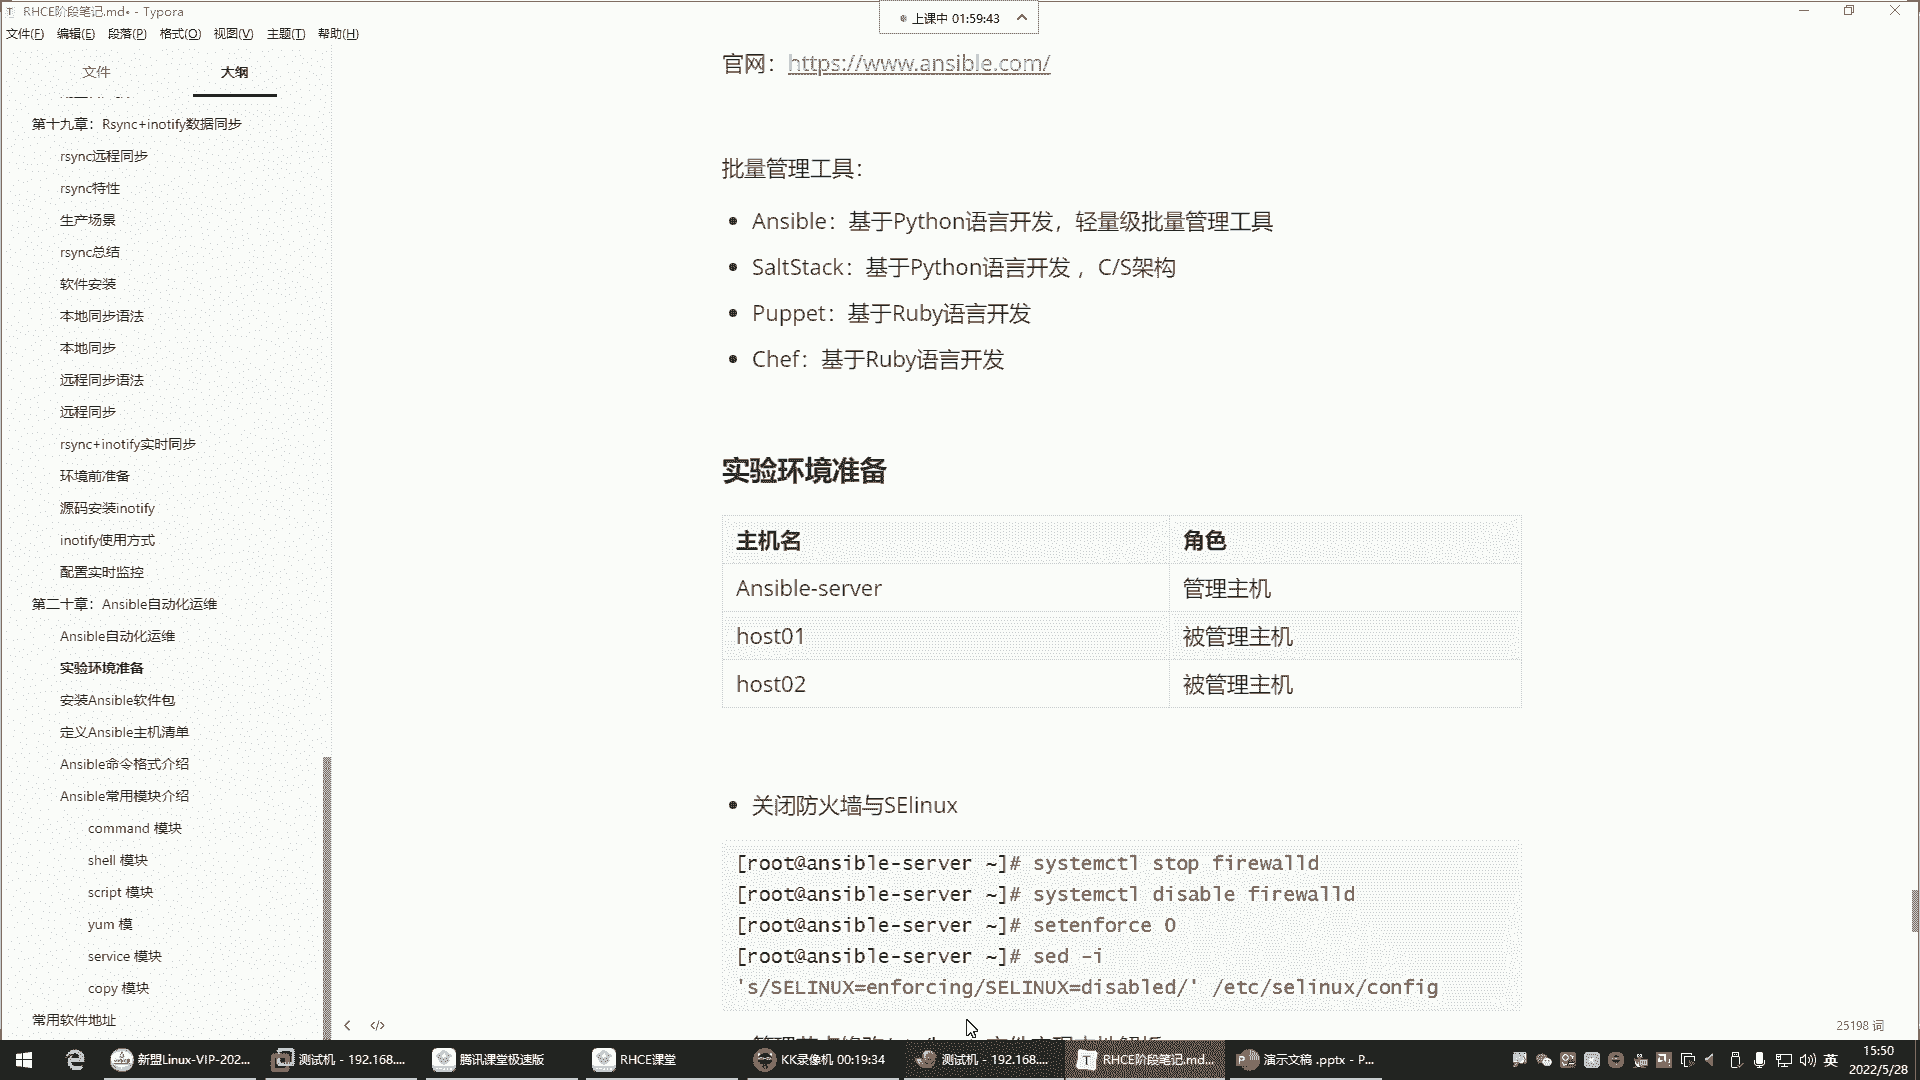 RHCE阶段笔记.md• - Typora
上课中 01:59:43
文件(F) 编辑(E) 段落(P) 格式(O) 视图(V) 主题(T) 帮助(H)
文件 大纲
第十九章：Rsync+inotify数据同步
rsync远程同步
rsync特性
生产场景
rsync总结
软件安装
本地同步语法
本地同步
远程同步语法
远程同步
rsync+inotify实时同步
环境前准备
源码安装inotify
inotify使用方式
配置实时监控
第二十章：Ansible自动化运维
Ansible自动化运维
实验环境准备
安装Ansible软件包
定义Ansible主机清单
Ansible命令格式介绍
Ansible常用模块介绍
command 模块
shell 模块
script 模块
yum 模
service 模块
copy 模块
常用软件地址
官网：https://www.ansible.com/
批量管理工具：
• Ansible：基于Python语言开发，轻量级批量管理工具
• SaltStack：基于Python语言开发 ，C/S架构
• Puppet：基于Ruby语言开发
• Chef：基于Ruby语言开发
实验环境准备
主机名 角色
Ansible-server 管理主机
host01 被管理主机
host02 被管理主机
• 关闭防火墙与SElinux
[root@ansible-server ~]# systemctl stop firewalld
[root@ansible-server ~]# systemctl disable firewalld
[root@ansible-server ~]# setenforce 0
[root@ansible-server ~]# sed -i
's/SELINUX=enforcing/SELINUX=disabled/' /etc/selinux/config
25198 词
新盟Linux-VIP-202... 测试机 - 192.168.... 腾讯课堂极速版 RHCE课堂 KK录像机 00:19:34 测试机 - 192.168.... RHCE阶段笔记.md... 演示文稿 .pptx - P... 英 15:50
2022/5/28